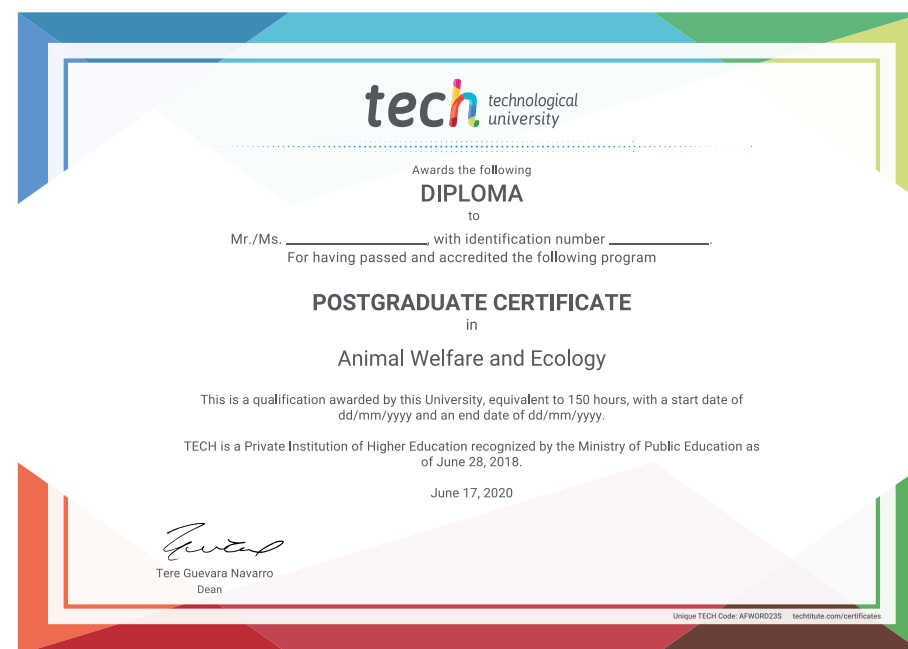 tech technological
university
Awards the following
DIPLOMA
to
Mr./Ms. ____________________, with identification number ______________.
For having passed and accredited the following program
POSTGRADUATE CERTIFICATE
in
Animal Welfare and Ecology
This is a qualification awarded by this University, equivalent to 150 hours, with a start date of
dd/mm/yyyy and an end date of dd/mm/yyyy.
TECH is a Private Institution of Higher Education recognized by the Ministry of Public Education as
of June 28, 2018.
June 17, 2020
Tere Guevara Navarro
Dean
Unique TECH Code: AFWORD23S techtitute.com/certificates